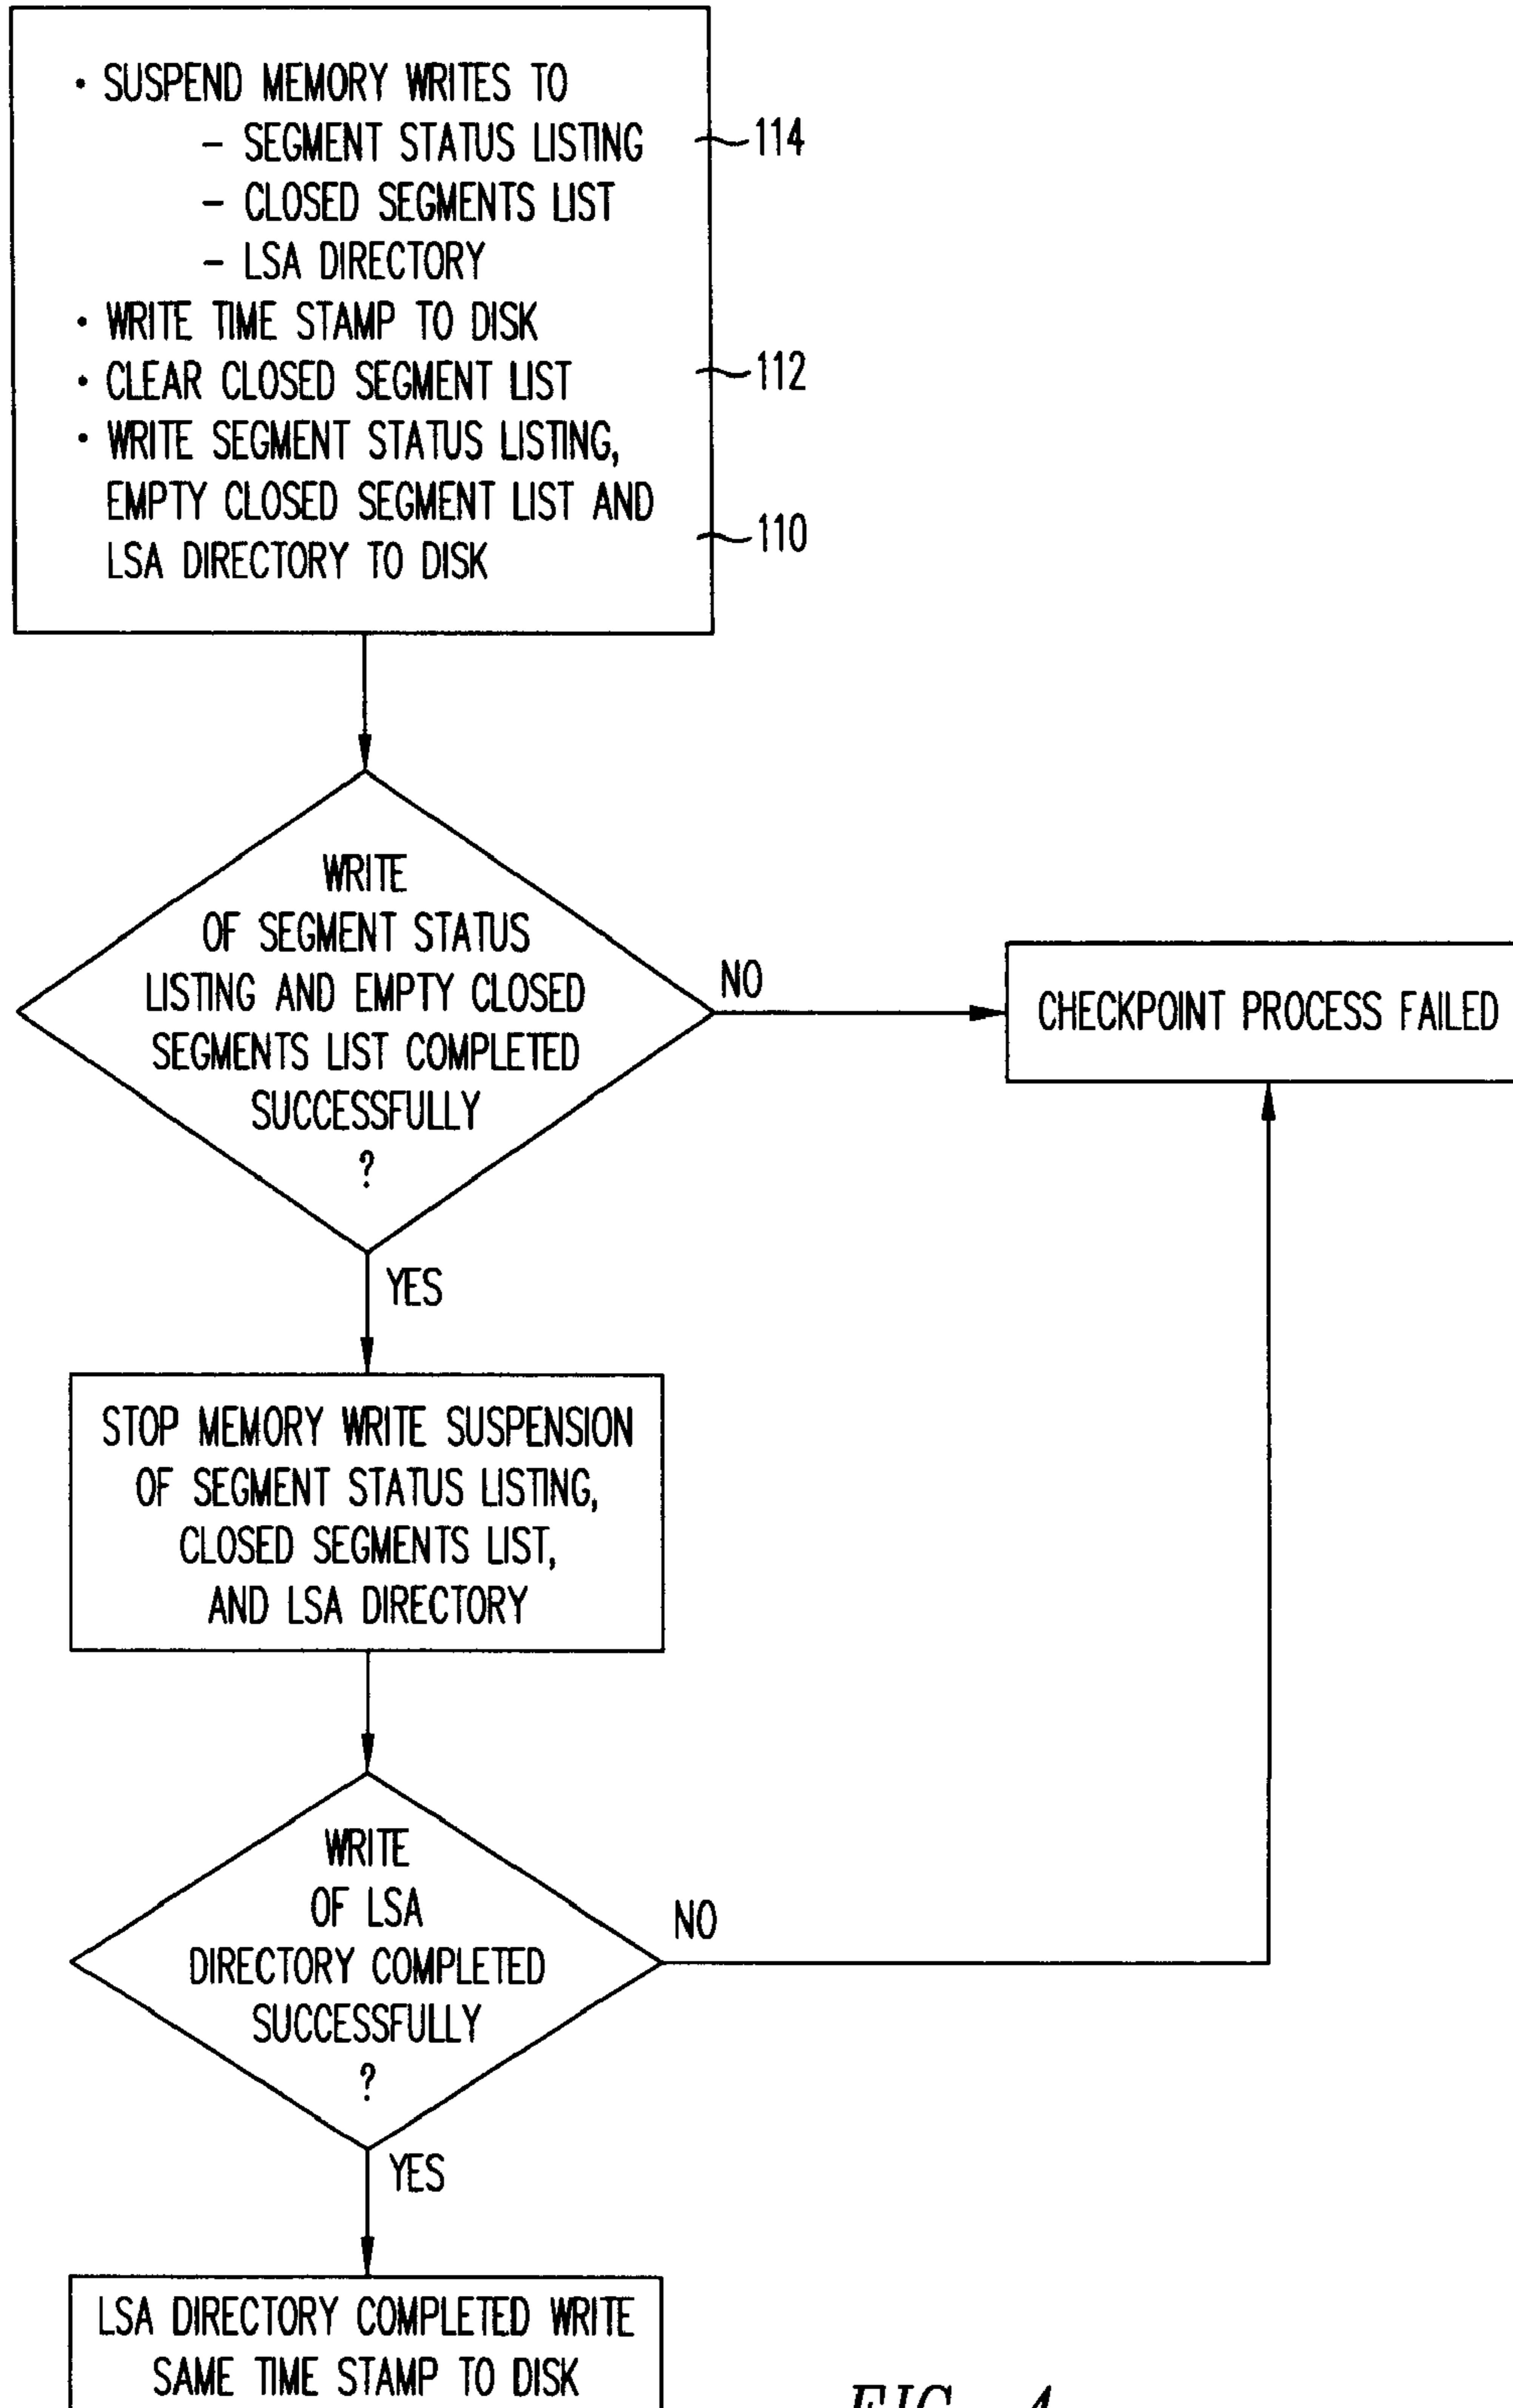 · SUSPEND MEMORY WRITES TO
– SEGMENT STATUS LISTING
114
– CLOSED SEGMENTS LIST
– LSA DIRECTORY
· WRITE TIME STAMP TO DISK
· CLEAR CLOSED SEGMENT LIST
112
· WRITE SEGMENT STATUS LISTING,
EMPTY CLOSED SEGMENT LIST AND
110
LSA DIRECTORY TO DISK
WRITE
OF SEGMENT STATUS
LISTING AND EMPTY CLOSED
SEGMENTS LIST COMPLETED
SUCCESSFULLY
?
NO
CHECKPOINT PROCESS FAILED
YES
STOP MEMORY WRITE SUSPENSION
OF SEGMENT STATUS LISTING,
CLOSED SEGMENTS LIST,
AND LSA DIRECTORY
WRITE
OF LSA
DIRECTORY COMPLETED
SUCCESSFULLY
?
NO
YES
LSA DIRECTORY COMPLETED WRITE
SAME TIME STAMP TO DISK
FIG. 4